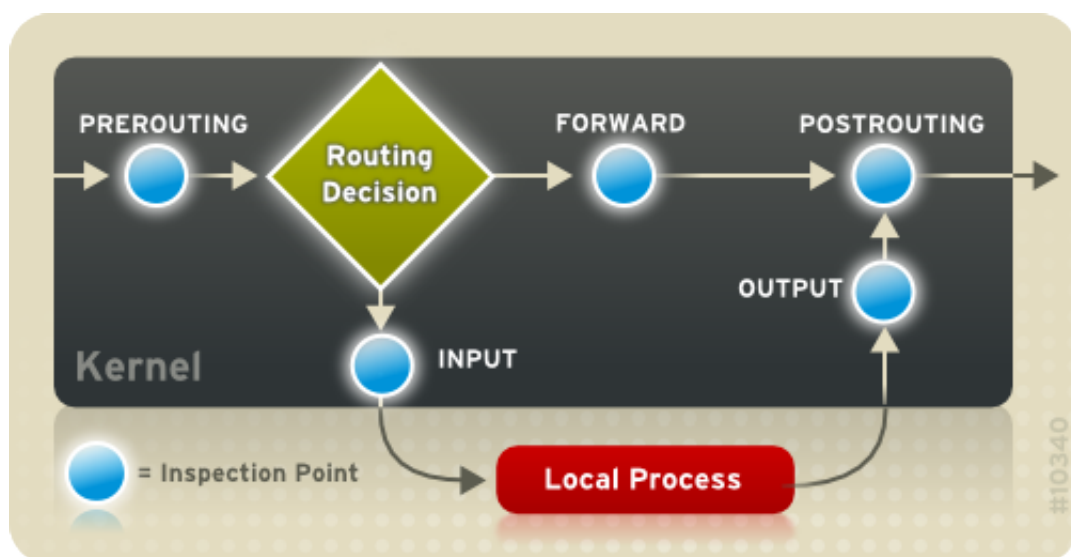 PREROUTING
Routing
Decision
FORWARD
POSTROUTING
OUTPUT
INPUT
Kernel
= Inspection Point
Local Process
#10340